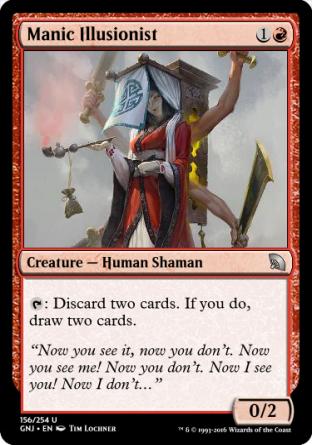 Manic Illusionist 1
Creature — Human Shaman
: Discard two cards. If you do,
draw two cards.
“Now you see it, now you don't. Now
you see me! Now you don't. Now I see
you! Now I don't...”
156/254 U
GNJ • EN Tim Lochner
™ & © 1993-2016 Wizards of the Coast
0/2